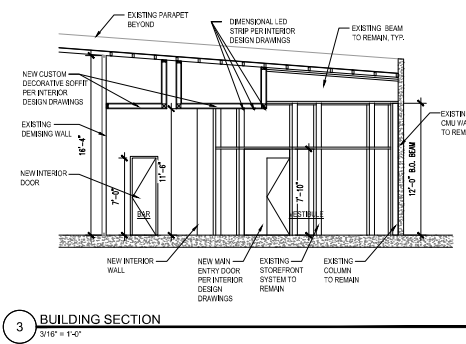 EXISTING PARAPET
BEYOND
DIMENSIONAL LED
STRIP PER INTERIOR
DESIGN DRAWINGS
EXISTING BEAM
TO REMAIN, TYP.
NEW CUSTOM
DECORATIVE SOFFIT
PER INTERIOR
DESIGN DRAWINGS
EXISTING
DEMISING WALL
NEW INTERIOR
DOOR
16'-4"
7'-0"
11'-6"
7'-10"
12'-0" B.O. BEAM
BAR
VESTIBULE
EXISTIN
CMU WA
TO REM
NEW INTERIOR
WALL
NEW MAIN
ENTRY DOOR
PER INTERIOR
DESIGN
DRAWINGS
EXISTING
STOREFRONT
SYSTEM TO
REMAIN
EXISTING
COLUMN
TO REMAIN
3
BUILDING SECTION
3/16" = 1'-0"